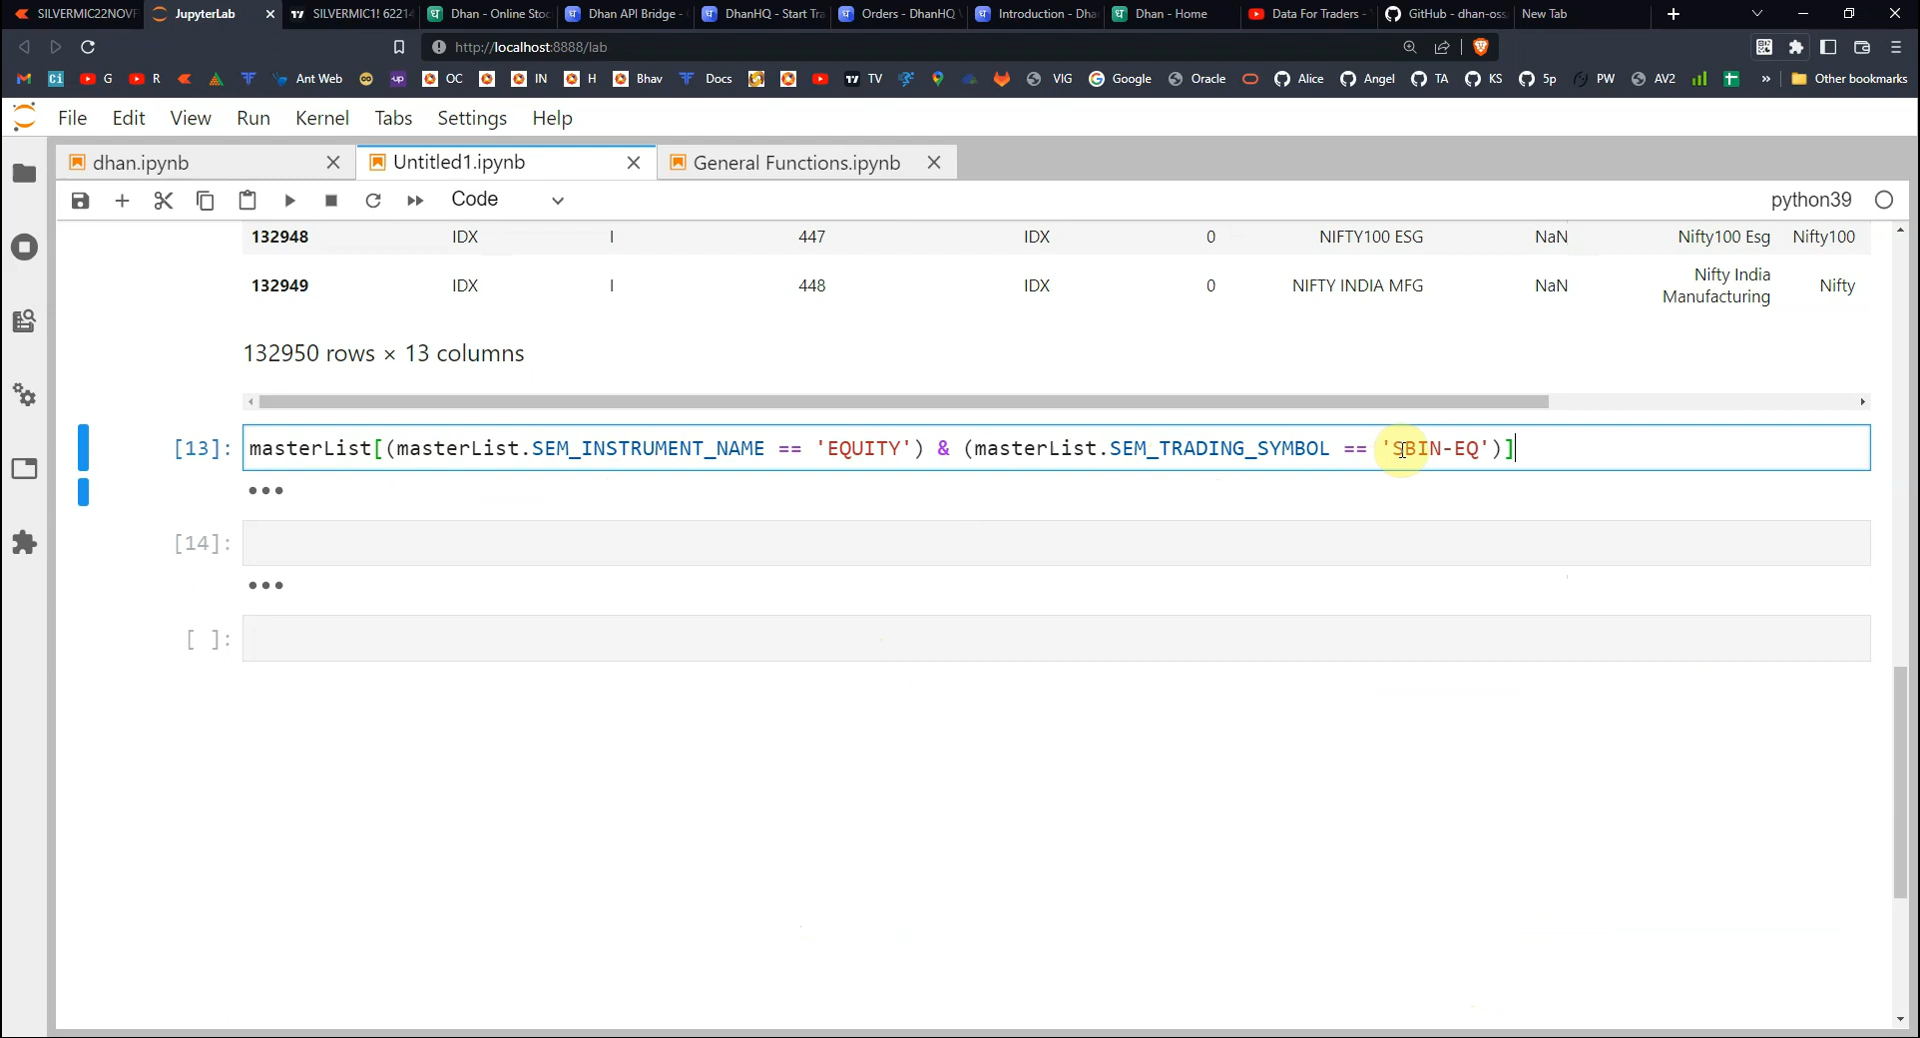 SILVERMIC22NOVF
JupyterLab
SILVERMIC1! 6221
Dhan - Online Stoc
Dhan API Bridge -
DhanHQ - Start Tra
Orders - DhanHQ
Introduction - Dha
Dhan - Home
Data For Traders -
GitHub - dhan-oss
New Tab
http://localhost:8888/lab
Ci G R Ant Web up OC IN H Bhav Docs TV VIG Google Oracle Alice Angel TA KS 5p PW AV2 » Other bookmarks
File Edit View Run Kernel Tabs Settings Help
dhan.ipynb Untitled1.ipynb General Functions.ipynb
Code python39
132948 IDX I 447 IDX 0 NIFTY100 ESG NaN Nifty100 Esg Nifty100
132949 IDX I 448 IDX 0 NIFTY INDIA MFG NaN Nifty India Manufacturing Nifty
132950 rows × 13 columns
[13]: masterList[(masterList.SEM_INSTRUMENT_NAME == 'EQUITY') & (masterList.SEM_TRADING_SYMBOL == 'SBIN-EQ')]
[14]:
[ ]: